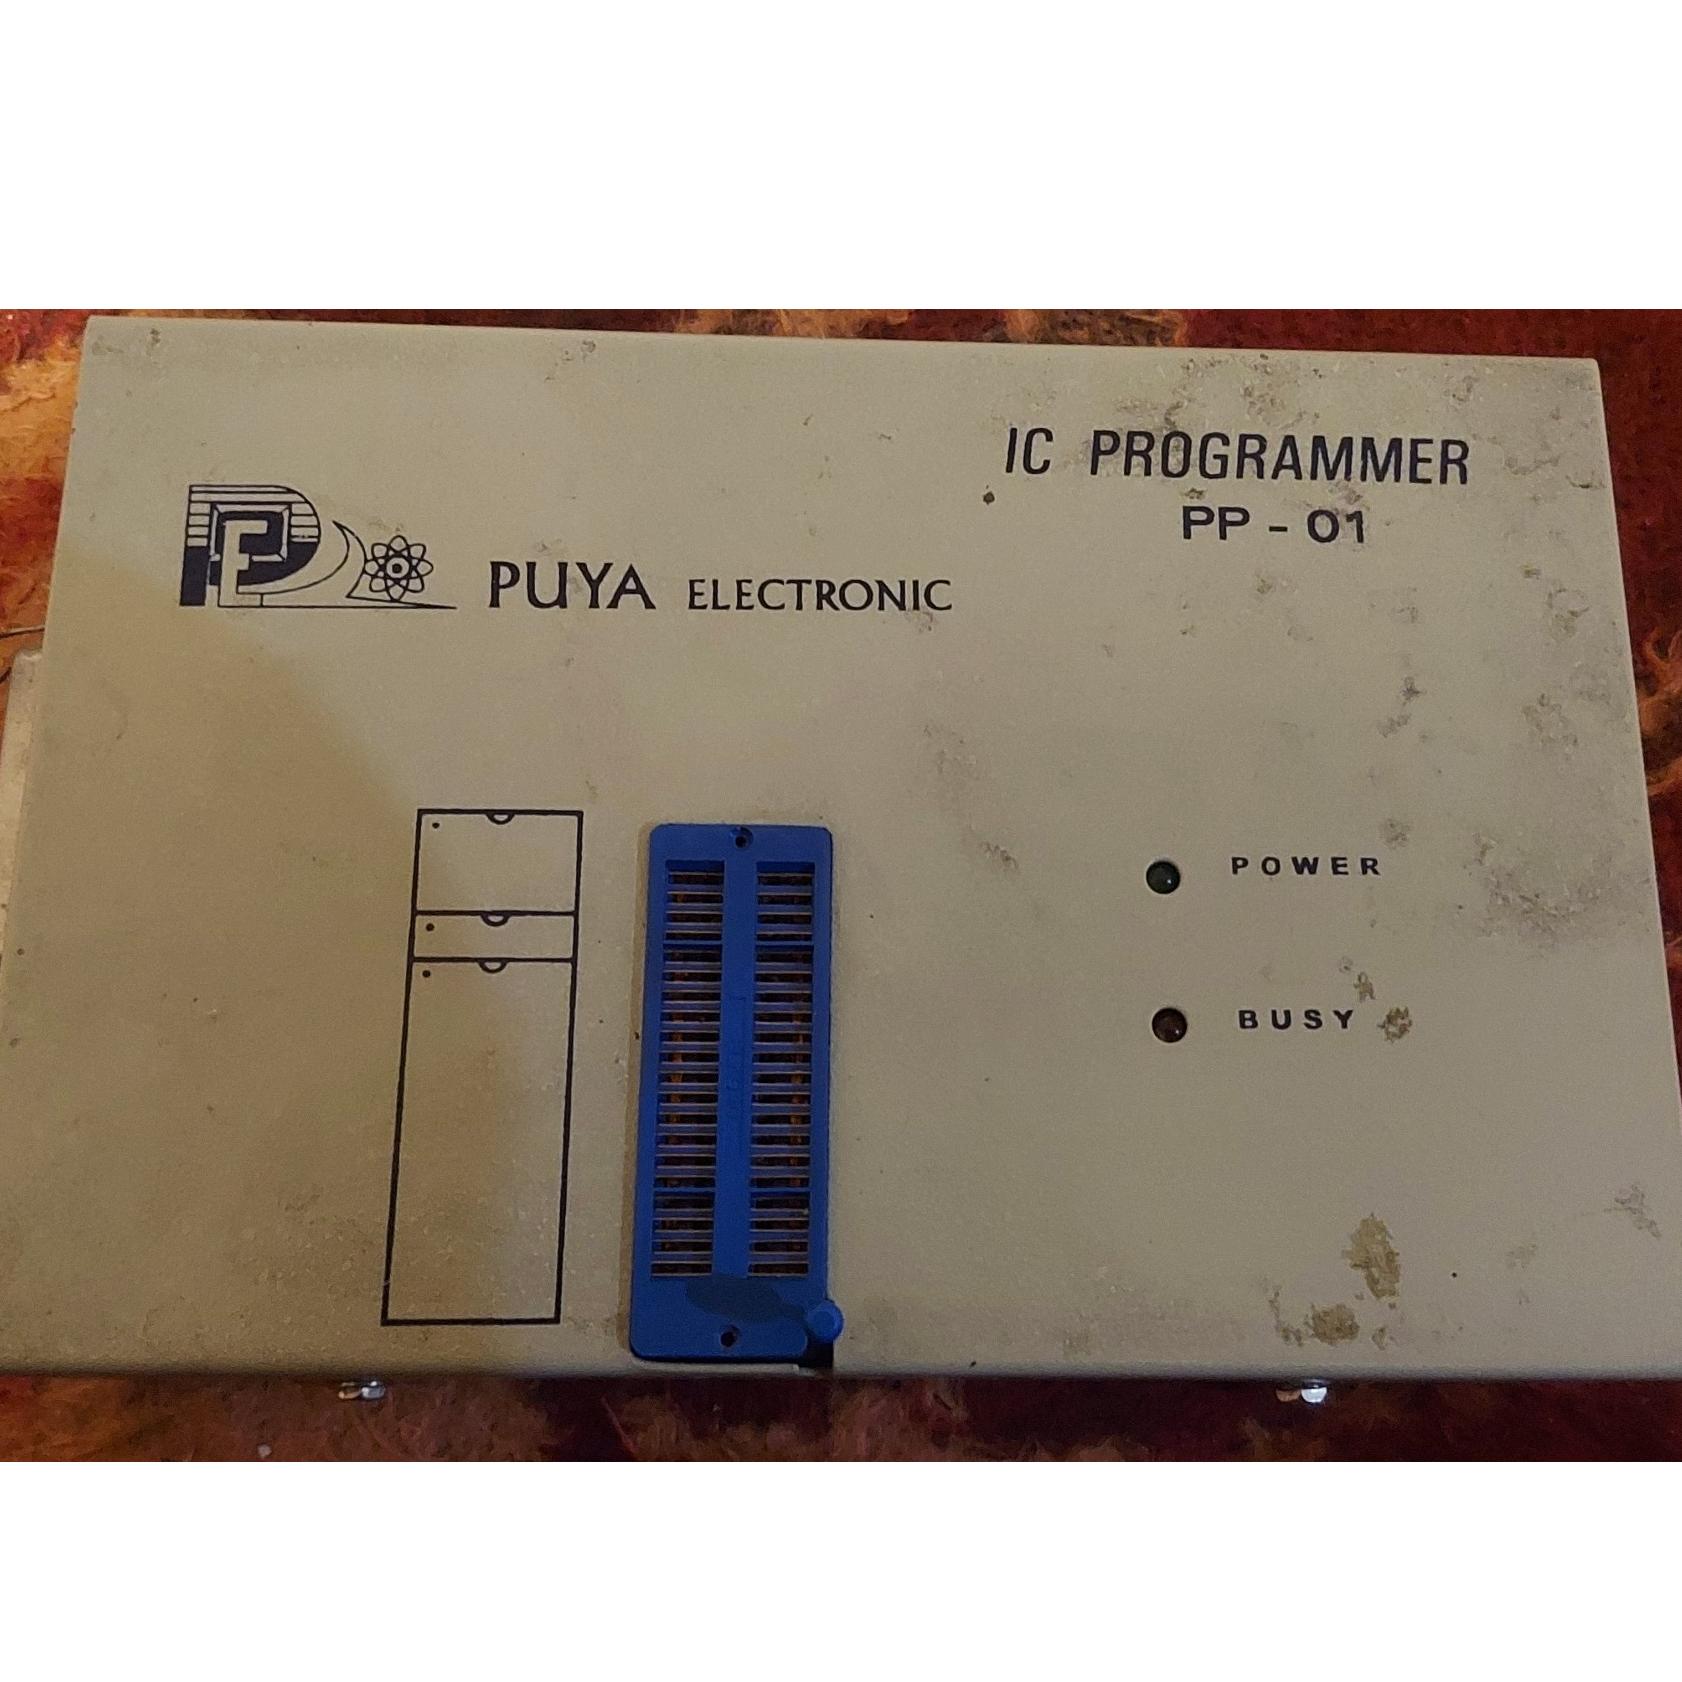 IC PROGRAMMER
PP - 01
PUYA ELECTRONIC
POWER
BUSY